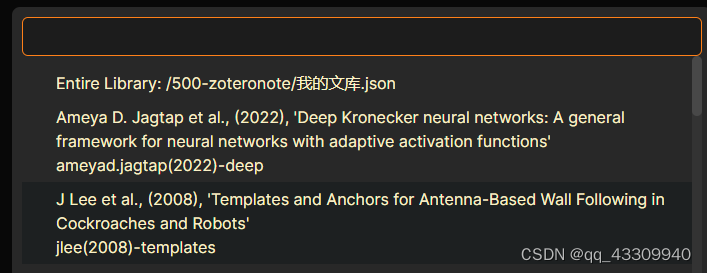 Entire Library: /500-zoteronote/我的文库.json
Ameya D. Jagtap et al., (2022), 'Deep Kronecker neural networks: A general
framework for neural networks with adaptive activation functions'
ameyad.jagtap(2022)-deep
J Lee et al., (2008), 'Templates and Anchors for Antenna-Based Wall Following in
Cockroaches and Robots'
jlee(2008)-templates
CSDN @qq_43309940